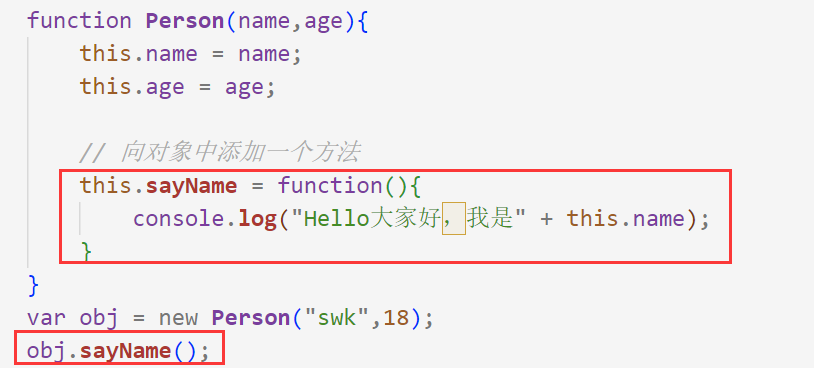 function Person(name,age){
this.name = name;
this.age = age;
// 向对象中添加一个方法
this.sayName = function(){
console.log("Hello大家好，我是" + this.name);
}
}
var obj = new Person("swk",18);
obj.sayName();